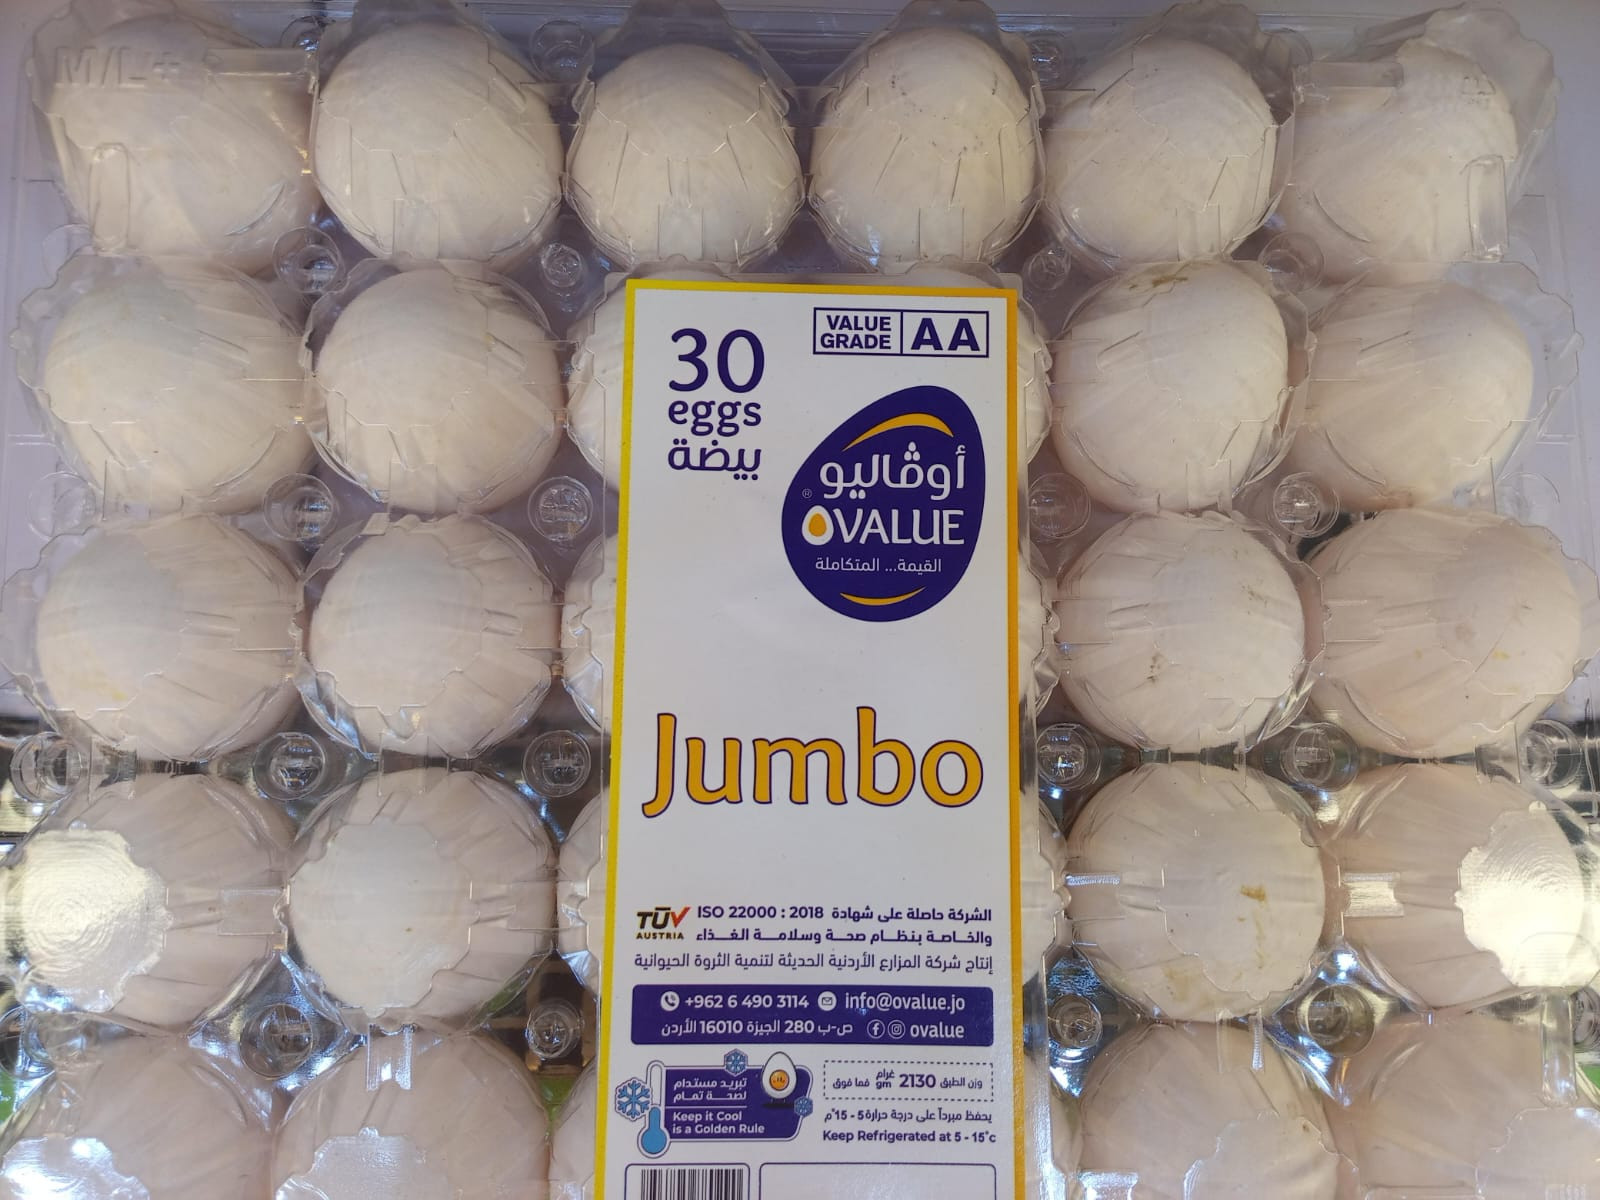 M/L+
30
eggs
بيضة
VALUE GRADE AA
أوڤاليو
®
OVALUE
القيمة... المتكاملة
Jumbo
TÜV
AUSTRIA
الشركة حاصلة على شهادة ISO 22000 : 2018
والخاصة بنظام صحة وسلامة الغذاء
إنتاج شركة المزارع الأردنية الحديثة لتنمية الثروة الحيوانية
+962 6 490 3114 info@ovalue.jo
ص-ب 280 الجيزة 16010 الأردن ovalue
تبريد مستدام
لصحة تمام
Keep it Cool
is a Golden Rule
وزن الطبق 2130 غرام gm فما فوق
يحفظ مبرداً على درجة حرارة 5 - 15°م
Keep Refrigerated at 5 - 15°c